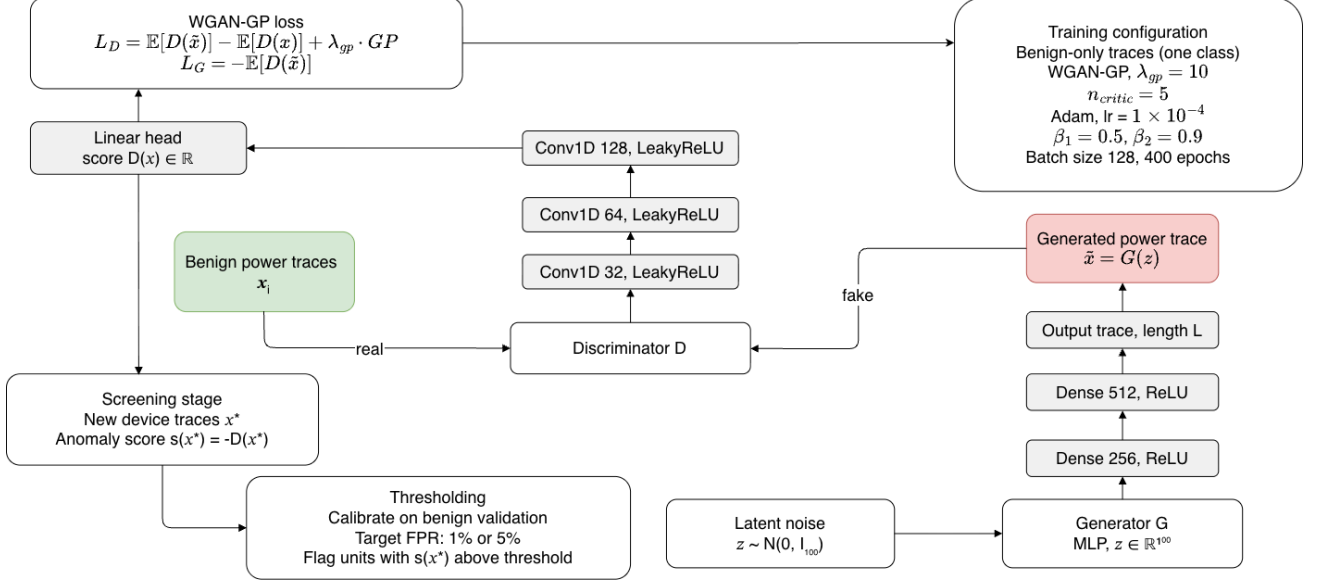 WGAN-GP loss
L_D = 𝔼[D(x̃)] − 𝔼[D(x)] + λ_gp · GP
L_G = −𝔼[D(x̃)]
Training configuration
Benign-only traces (one class)
WGAN-GP, λ_gp = 10
n_critic = 5
Adam, lr = 1 × 10⁻⁴
β₁ = 0.5, β₂ = 0.9
Batch size 128, 400 epochs
Linear head
score D(x) ∈ ℝ
Conv1D 128, LeakyReLU
Conv1D 64, LeakyReLU
Conv1D 32, LeakyReLU
Benign power traces
x_i
real
Discriminator D
fake
Generated power trace
x̃ = G(z)
Output trace, length L
Dense 512, ReLU
Dense 256, ReLU
Screening stage
New device traces x*
Anomaly score s(x*) = -D(x*)
Thresholding
Calibrate on benign validation
Target FPR: 1% or 5%
Flag units with s(x*) above threshold
Latent noise
z ~ N(0, I₁₀₀)
Generator G
MLP, z ∈ ℝ¹⁰⁰